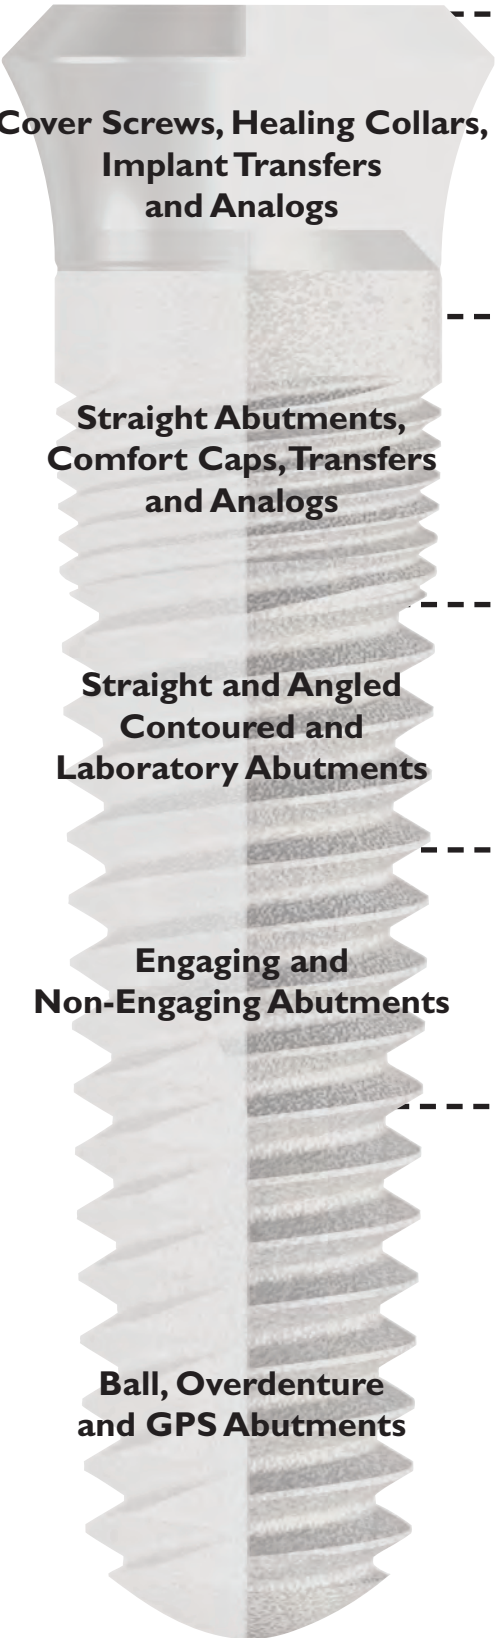 Cover Screws, Healing Collars,
Implant Transfers
and Analogs
Straight Abutments,
Comfort Caps, Transfers
and Analogs
Straight and Angled
Contoured and
Laboratory Abutments
Engaging and
Non-Engaging Abutments
Ball, Overdenture
and GPS Abutments